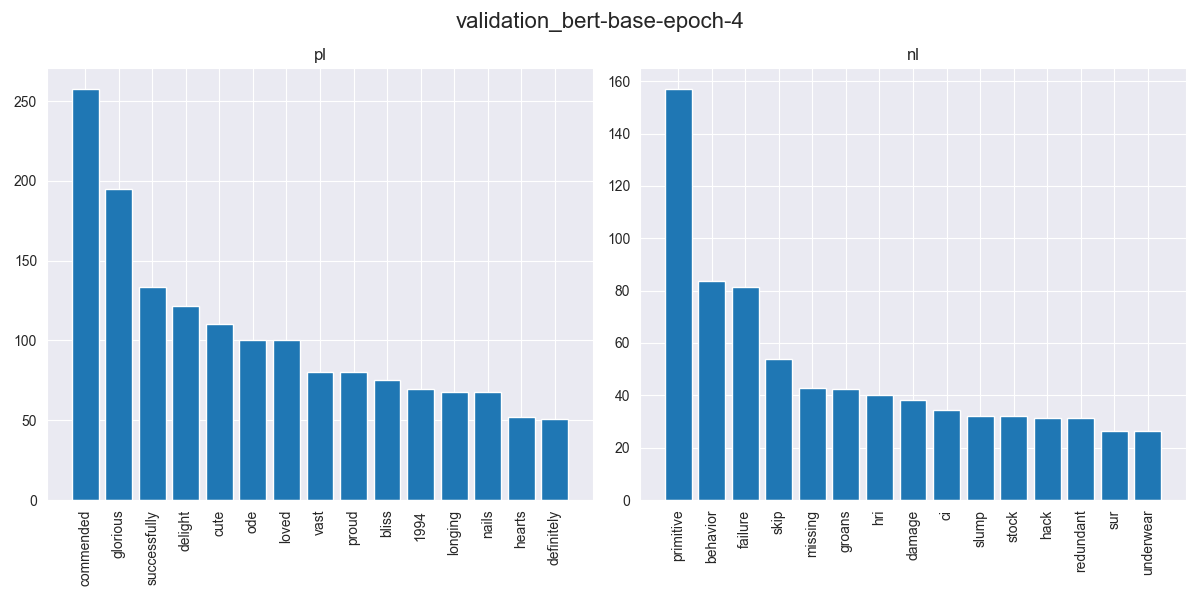 validation_bert-base-epoch-4
pl
nl
250
200
150
100
50
0
160
140
120
100
80
60
40
20
0
commended
glorious
successfully
delight
cute
ode
loved
vast
proud
bliss
1994
longing
nails
hearts
definitely
primitive
behavior
failure
skip
missing
groans
hri
damage
ci
slump
stock
hack
redundant
sur
underwear